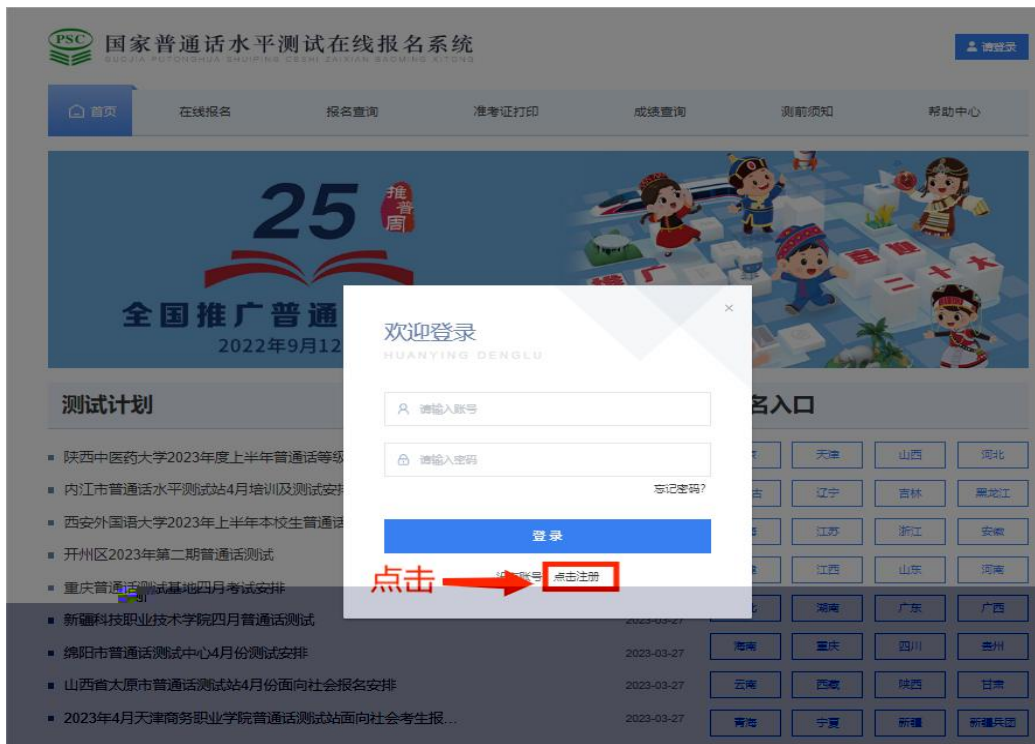 PSC
国家普通话水平测试在线报名系统
GUOJIA PUTONGHUA SHUIPING CESHI ZAIXIAN BAOMING XITONG
请登录
首页 在线报名 报名查询 准考证打印 成绩查询 测前须知 帮助中心
25 推普周
全国推广普通
2022年9月12
推广
喜迎
二十大
欢迎登录
HUANYING DENGLU
×
请输入账号
请输入密码
忘记密码?
登录
点击
账号
点击注册
测试计划
陕西中医药大学2023年度上半年普通话等级
内江市普通话水平测试站4月培训及测试安排
西安外国语大学2023年上半年本校生普通话
开州区2023年第二期普通话测试
重庆普通话测试基地四月考试安排
新疆科技职业技术学院四月普通话测试 2023-03-27
绵阳市普通话测试中心4月份测试安排 2023-03-27
山西省太原市普通话测试站4月份面向社会报名安排 2023-03-27
2023年4月天津商务职业学院普通话测试站面向社会考生报... 2023-03-27
名入口
天津 山西 河北
古 辽宁 吉林 黑龙江
江苏 浙江 安徽
江西 山东 河南
北 湖南 广东 广西
海南 重庆 四川 贵州
云南 西藏 陕西 甘肃
青海 宁夏 新疆 新疆兵团